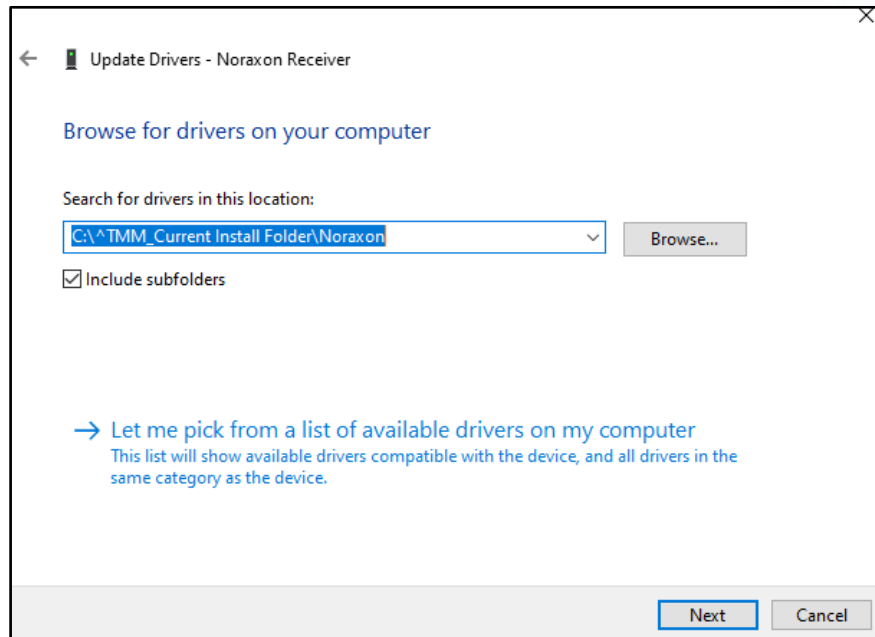 Update Drivers - Noraxon Receiver
Browse for drivers on your computer
Search for drivers in this location:
C:\^TMM_Current Install Folder\Noraxon
Browse...
Include subfolders
Let me pick from a list of available drivers on my computer
This list will show available drivers compatible with the device, and all drivers in the
same category as the device.
Next
Cancel